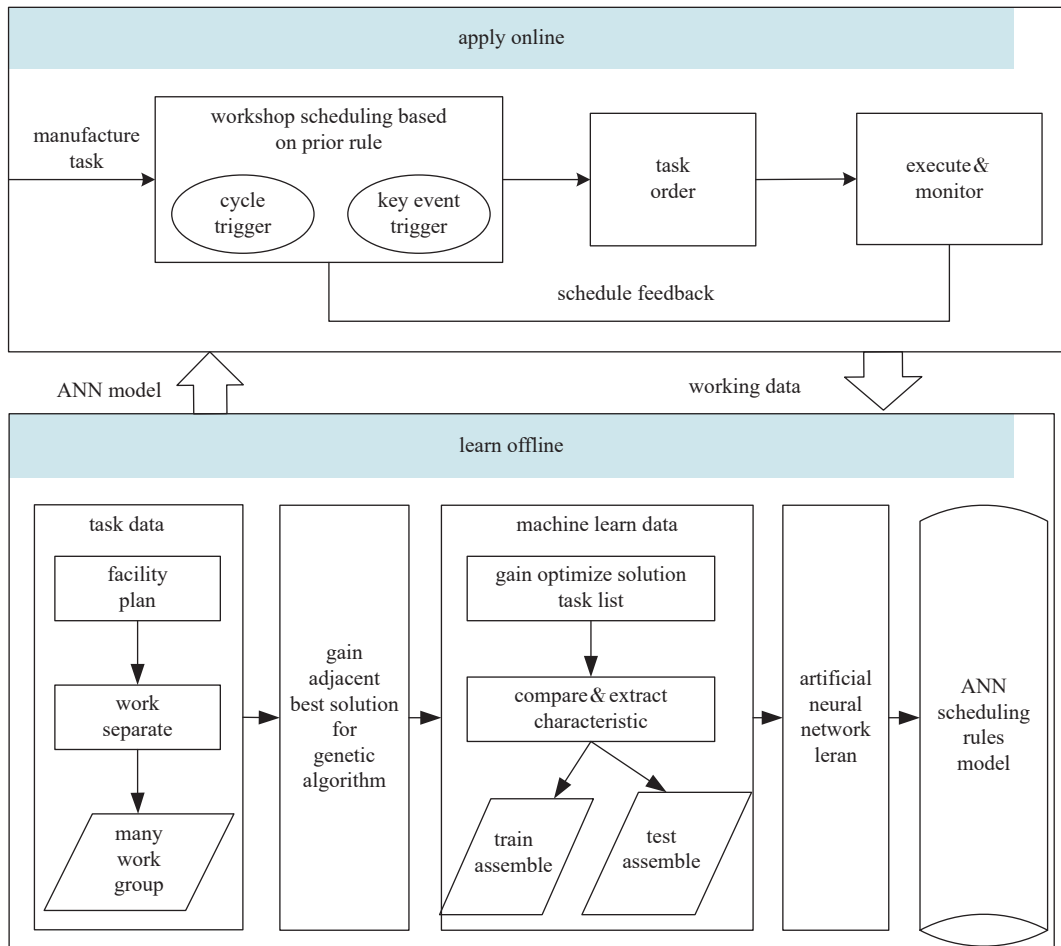 apply online
manufacture
task
workshop scheduling based
on prior rule
cycle
trigger
key event
trigger
task
order
execute& 
monitor
schedule feedback
ANN model
working data
learn offline
task data
facility
plan
work
separate
many
work
group
gain
adjacent
best solution
for
genetic
algorithm
machine learn data
gain optimize solution
task list
compare& extract
characteristic
train
assemble
test
assemble
artificial
neural
network
leran
ANN
scheduling
rules
model